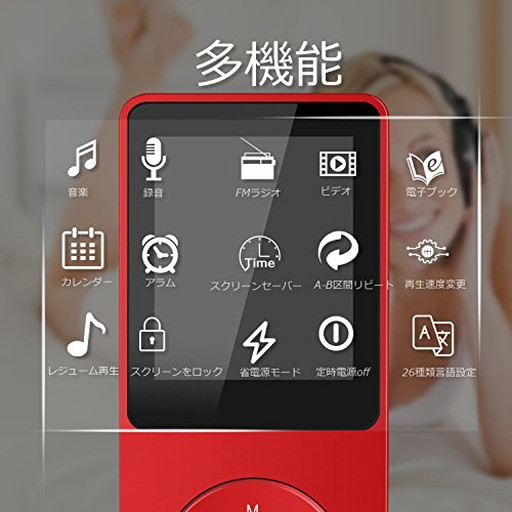 多機能
音楽
録音
FMラジオ
ビデオ
電子ブック
カレンダー
アラム
Time
スクリーンセーバー
A-B区間リピート
再生速度変更
レジューム再生
スクリーンをロック
省電源モード
定時電源off
26種類言語設定
M